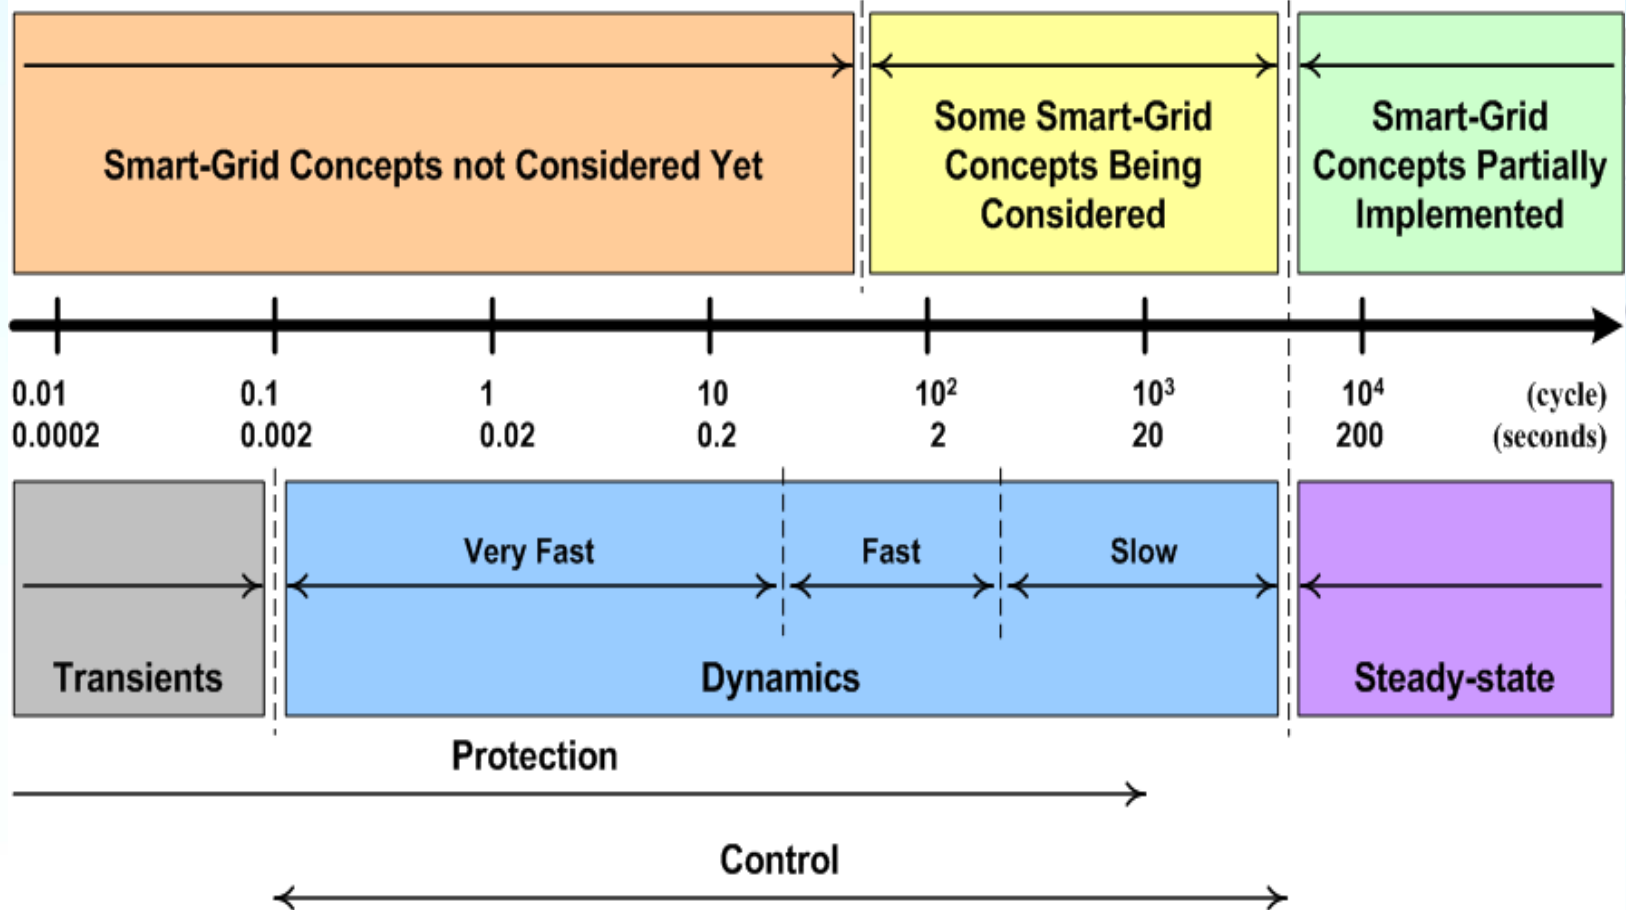 Smart-Grid Concepts not Considered Yet
Some Smart-Grid
Concepts Being
Considered
Smart-Grid
Concepts Partially
Implemented
0.01 0.1 1 10 10² 10³ 10⁴ (cycle)
0.0002 0.002 0.02 0.2 2 20 200 (seconds)
Very Fast Fast Slow
Transients Dynamics Steady-state
Protection
Control